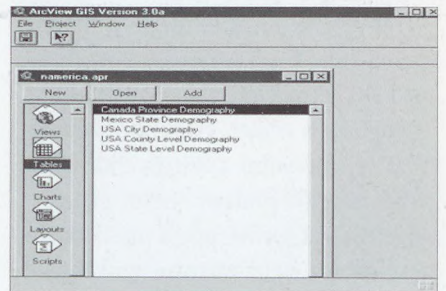 ArcView GIS Version 3.0a
File Project Window Help
namerica.apr
New Open Add
Views
Tables
Charts
Layouts
Scripts
Canada Province Demography
Mexico State Demography
USA City Demography
USA County Level Demography
USA State Level Demography